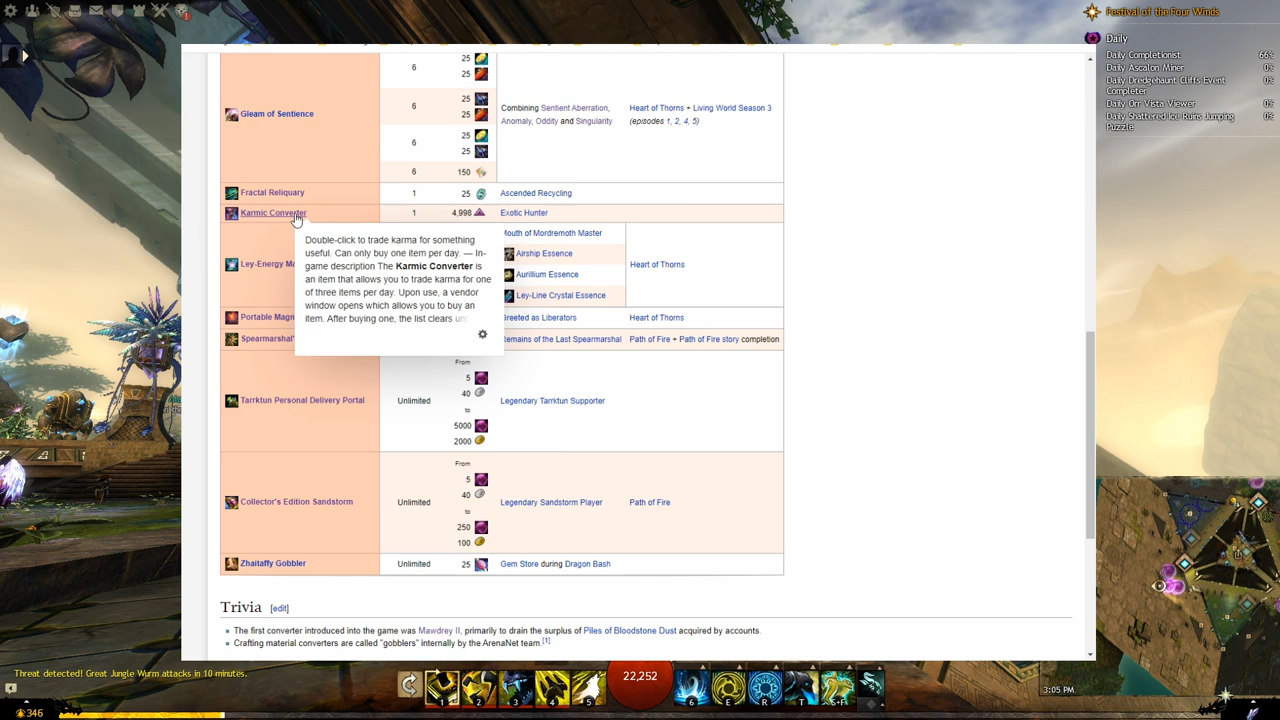 Festival of the Four Winds
Daily
Daily Completionist 66%
Daily Ascalon Miner 0%
Daily Dredgehaunt Cliffs Event Completer 0%
Daily Orr Vista Viewer 0%
Daily Shattered Ice Ruins Jumping Puzzle 0%
25
6
25
25
6
25
25
6
25
6 150
Gleam of Sentience
Combining Sentient Aberration,
Anomaly, Oddity and Singularity
Heart of Thorns + Living World Season 3
(episodes 1, 2, 4, 5)
Fractal Reliquary 1 25 Ascended Recycling
Karmic Converter 1 4,998 Exotic Hunter
Double-click to trade karma for something
useful. Can only buy one item per day. — In-
game description The Karmic Converter is
an item that allows you to trade karma for one
of three items per day. Upon use, a vendor
window opens which allows you to buy an
item. After buying one, the list clears
Mouth of Mordremoth Master
Airship Essence
Ley-Energy Heart of Thorns
Aurillium Essence
Ley-Line Crystal Essence
Portable Greeted as Liberators Heart of Thorns
Spearmarshal' Remains of the Last Spearmarshal Path of Fire + Path of Fire story completion
From
5
40
Tarrktun Personal Delivery Portal Unlimited Legendary Tarrktun Supporter
to
5000
2000
From
5
40
Collector's Edition Sandstorm Unlimited Legendary Sandstorm Player Path of Fire
to
250
100
Zhaitaffy Gobbler Unlimited 25 Gem Store during Dragon Bash
Trivia [edit]
The first converter introduced into the game was Mawdrey II, primarily to drain the surplus of Piles of Bloodstone Dust acquired by accounts.
Crafting material converters are called "gobblers" internally by the ArenaNet team.[1]
Threat detected! Great Jungle Wurm attacks in 10 minutes.
22,252
1 2 3 4 5 6 E R T S+F
3:05 PM
346